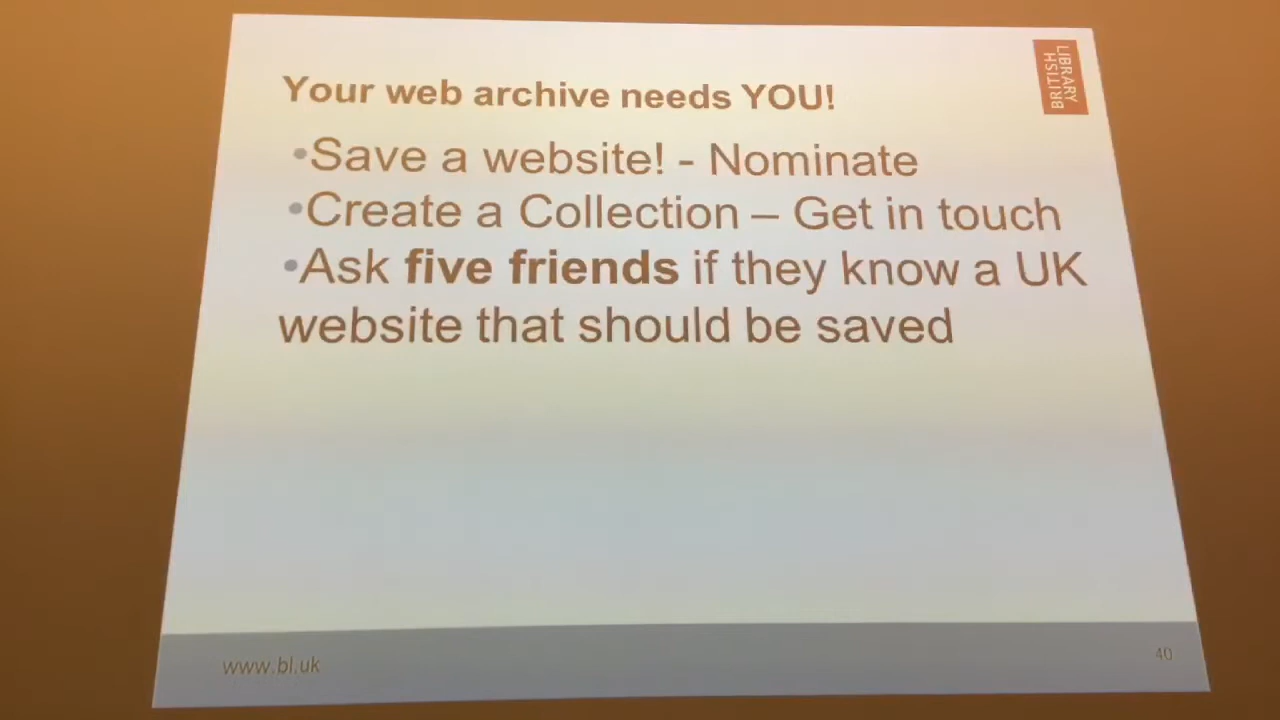 Your web archive needs YOU!
•Save a website! - Nominate
•Create a Collection – Get in touch
•Ask five friends if they know a UK
website that should be saved
BRITISH
LIBRARY
www.bl.uk
40